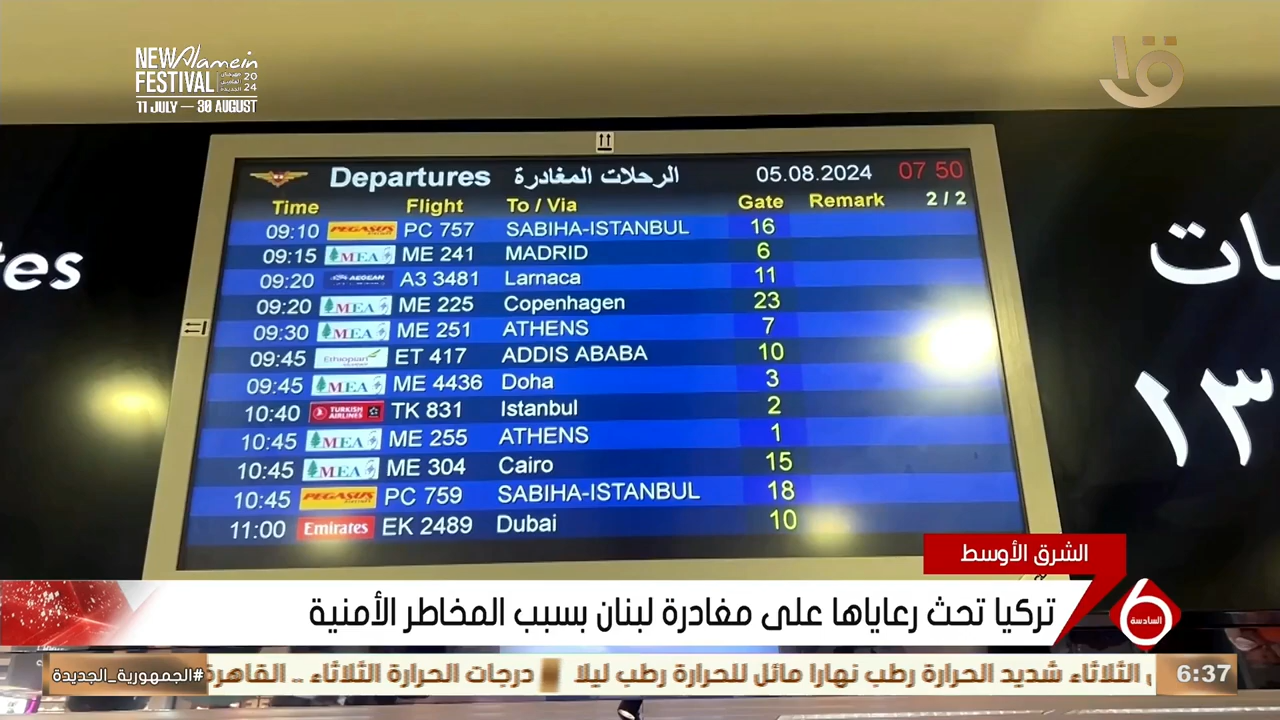 NEW Alamein
FESTIVAL
مهرجان
العلمين
الجديدة
20
24
11 JULY — 30 AUGUST
Departures الرحلات المغادرة 05.08.2024 07 50
Time Flight To / Via Gate Remark 2 / 2
09:10 PEGASUS PC 757 SABIHA-ISTANBUL 16
09:15 MEA ME 241 MADRID 6
09:20 AEGEAN A3 3481 Larnaca 11
09:20 MEA ME 225 Copenhagen 23
09:30 MEA ME 251 ATHENS 7
09:45 Ethiopian ET 417 ADDIS ABABA 10
09:45 MEA ME 4436 Doha 3
10:40 TURKISH AIRLINES TK 831 Istanbul 2
10:45 MEA ME 255 ATHENS 1
10:45 MEA ME 304 Cairo 15
10:45 PEGASUS PC 759 SABIHA-ISTANBUL 18
11:00 Emirates EK 2489 Dubai 10
tes
ات
١٣
الشرق الأوسط
تركيا تحث رعاياها على مغادرة لبنان بسبب المخاطر الأمنية
6
السادسة
الثلاثاء شديد الحرارة رطب نهارا مائل للحرارة رطب ليلا
درجات الحرارة الثلاثاء .. القاهرة
#الجمهورية_الجديدة
6:37